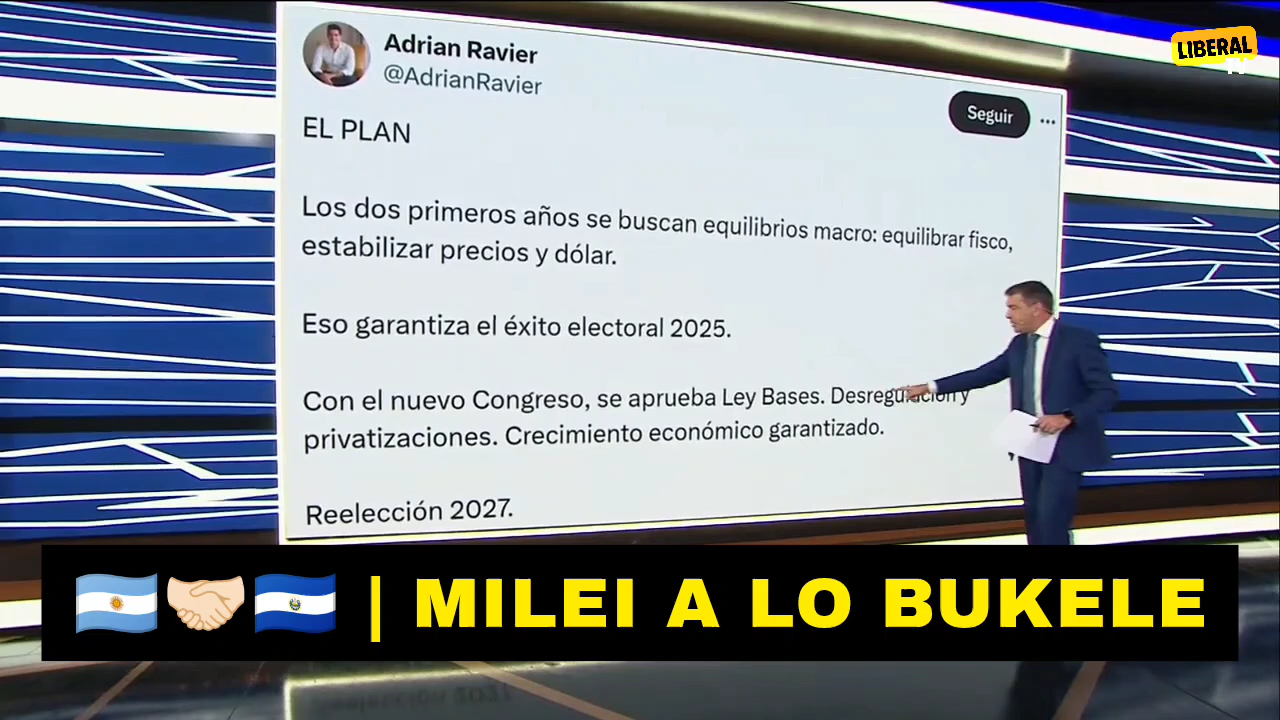 LIBERAL
TV
Adrian Ravier
@AdrianRavier
Seguir
EL PLAN
Los dos primeros años se buscan equilibrios macro: equilibrar fisco,
estabilizar precios y dólar.
Eso garantiza el éxito electoral 2025.
Con el nuevo Congreso, se aprueba Ley Bases. Desregulación y
privatizaciones. Crecimiento económico garantizado.
Reelección 2027.
| MILEI A LO BUKELE